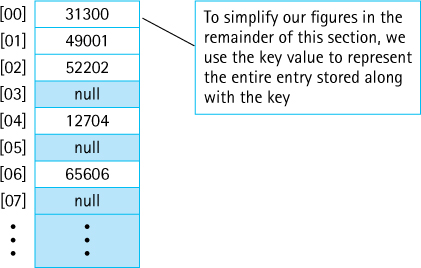 [00] 31300
[01] 49001
[02] 52202
[03] null
[04] 12704
[05] null
[06] 65606
[07] null
To simplify our figures in the
remainder of this section, we
use the key value to represent
the entire entry stored along
with the key